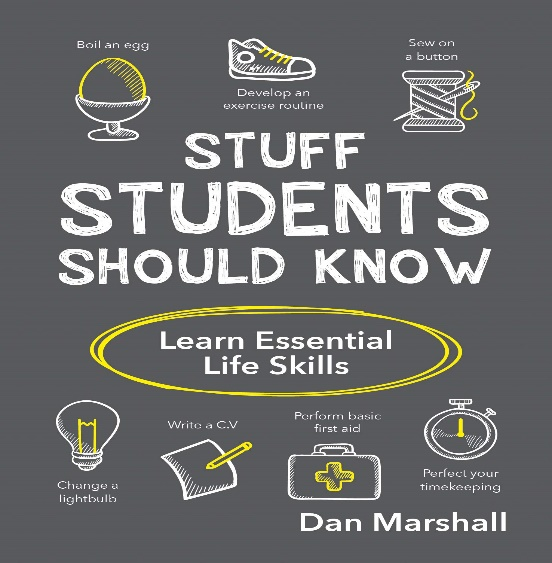 Boil an egg
Develop an
exercise routine
Sew on
a button
STUFF
STUDENTS
SHOULD KNOW
Learn Essential
Life Skills
Change a
lightbulb
Write a C.V
Perform basic
first aid
Perfect your
timekeeping
Dan Marshall